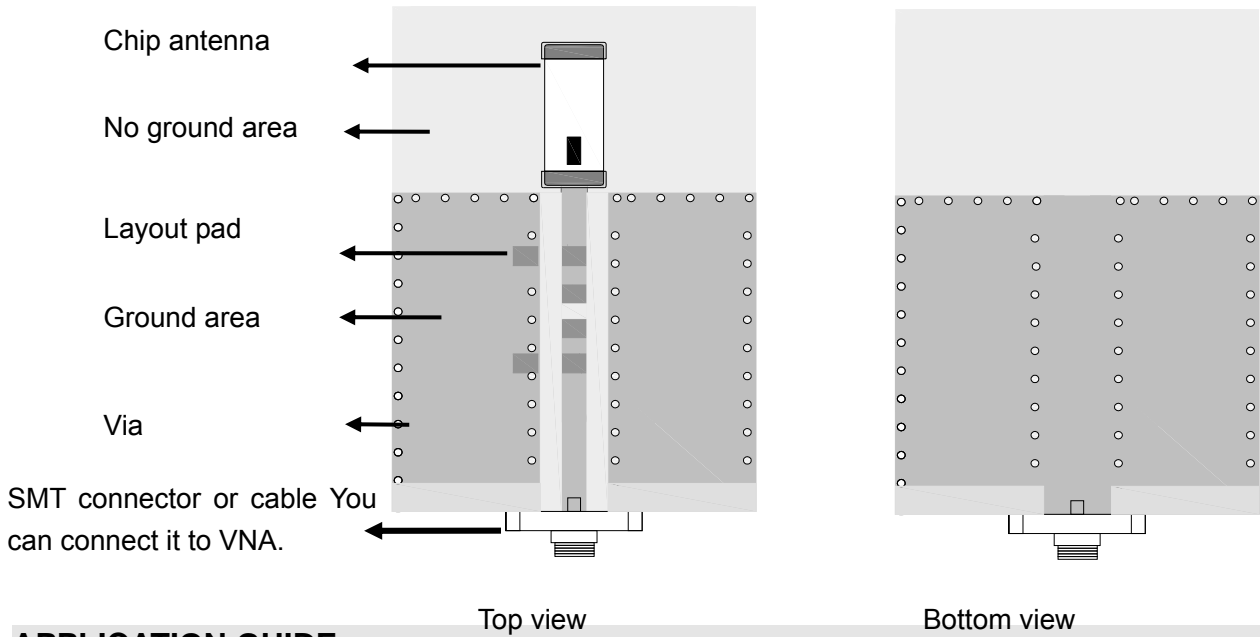 Chip antenna
No ground area
Layout pad
Ground area
Via
SMT connector or cable You
can connect it to VNA.
Top view
Bottom view
APPLICATION GUIDE